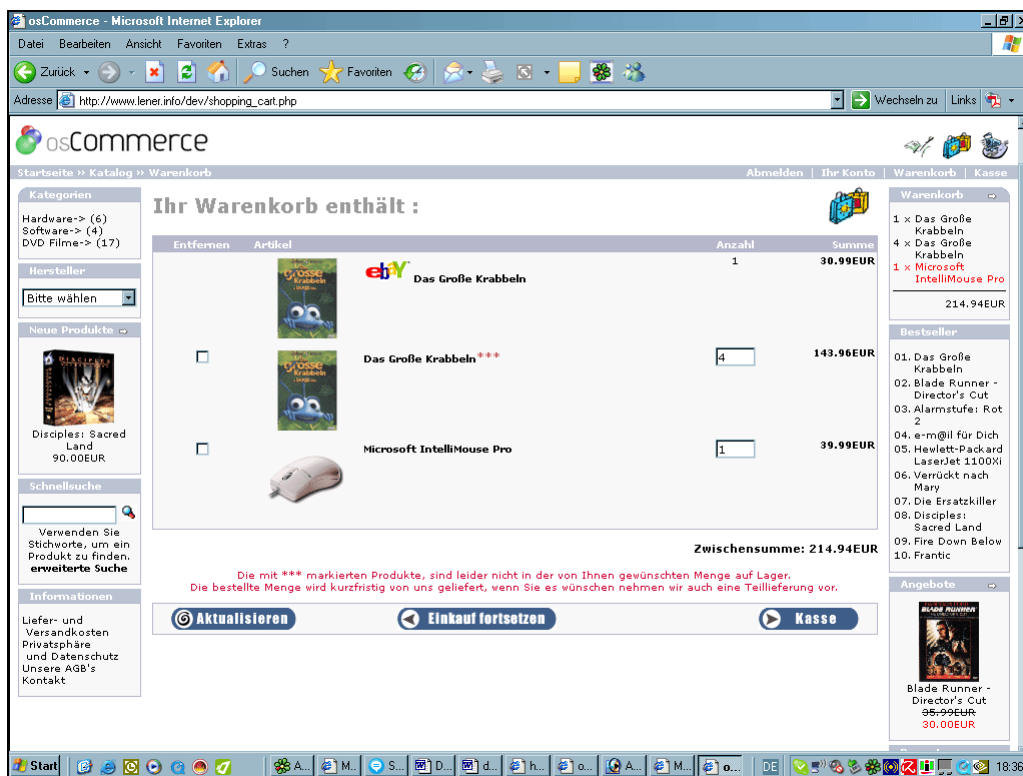 osCommerce - Microsoft Internet Explorer
Datei Bearbeiten Ansicht Favoriten Extras ?
Zurück Suchen Favoriten
Adresse http://www.lener.info/dev/shopping_cart.php Wechseln zu Links
osCommerce
Startseite » Katalog » Warenkorb Abmelden | Ihr Konto | Warenkorb | Kasse
Kategorien
Hardware-> (6)
Software-> (4)
DVD Filme-> (17)
Hersteller
Bitte wählen
Neue Produkte
DISCIPLES
Disciples: Sacred
Land
90.00EUR
Schnellsuche
Verwenden Sie
Stichworte, um ein
Produkt zu finden.
erweiterte Suche
Informationen
Liefer- und
Versandkosten
Privatsphäre
und Datenschutz
Unsere AGB's
Kontakt
Ihr Warenkorb enthält :
Entfernen Artikel Anzahl Summe
Grosse
Krabbeln
ebay Das Große Krabbeln 1 30.99EUR
Grosse
Krabbeln
Das Große Krabbeln*** 4 143.96EUR
Microsoft IntelliMouse Pro 1 39.99EUR
Zwischensumme: 214.94EUR
Die mit *** markierten Produkte, sind leider nicht in der von Ihnen gewünschten Menge auf Lager.
Die bestellte Menge wird kurzfristig von uns geliefert, wenn Sie es wünschen nehmen wir auch eine Teillieferung vor.
Aktualisieren Einkauf fortsetzen Kasse
Warenkorb
1 x Das Große
Krabbeln
4 x Das Große
Krabbeln
1 x Microsoft
IntelliMouse Pro
214.94EUR
Bestseller
01. Das Große
Krabbeln
02. Blade Runner -
Director's Cut
03. Alarmstufe: Rot
2
04. e-m@il für Dich
05. Hewlett-Packard
LaserJet 1100Xi
06. Verrückt nach
Mary
07. Die Ersatzkiller
08. Disciples:
Sacred Land
09. Fire Down Below
10. Frantic
Angebote
BLADE RUNNER
Blade Runner -
Director's Cut
35.99EUR
30.00EUR
Start A... M... S... D... d... h... o... A... M... o... DE 18:36